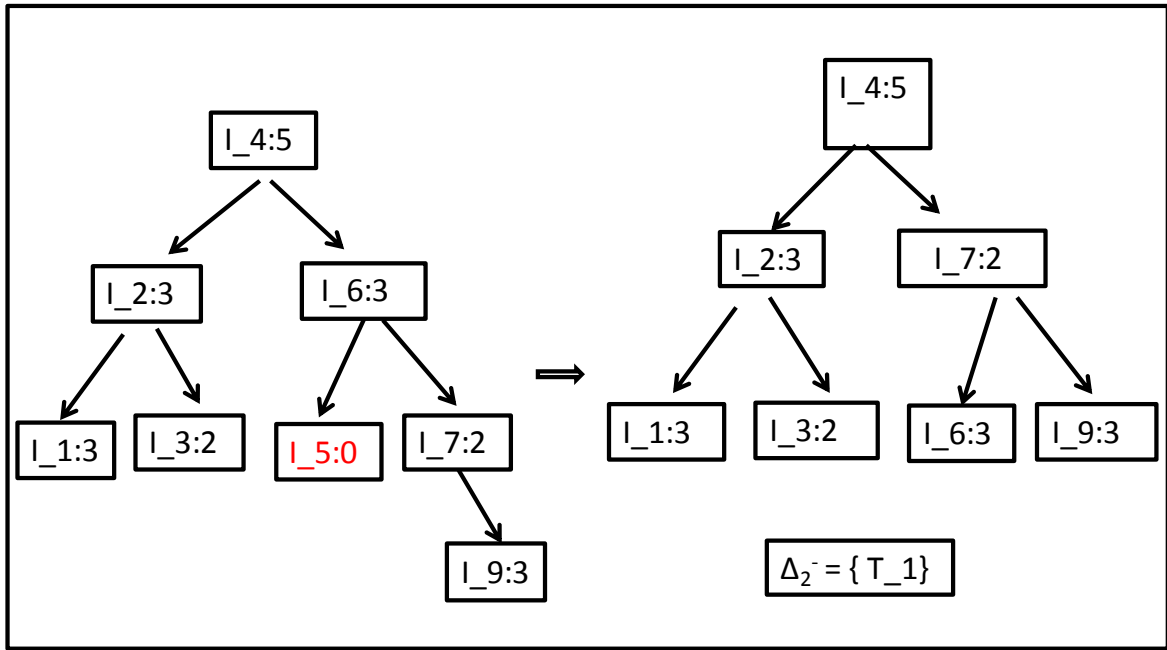 I_4:5
I_2:3
I_6:3
I_1:3
I_3:2
I_5:0
I_7:2
I_9:3
I_4:5
I_2:3
I_7:2
I_1:3
I_3:2
I_6:3
I_9:3
Δ₂⁻ = { T_1}